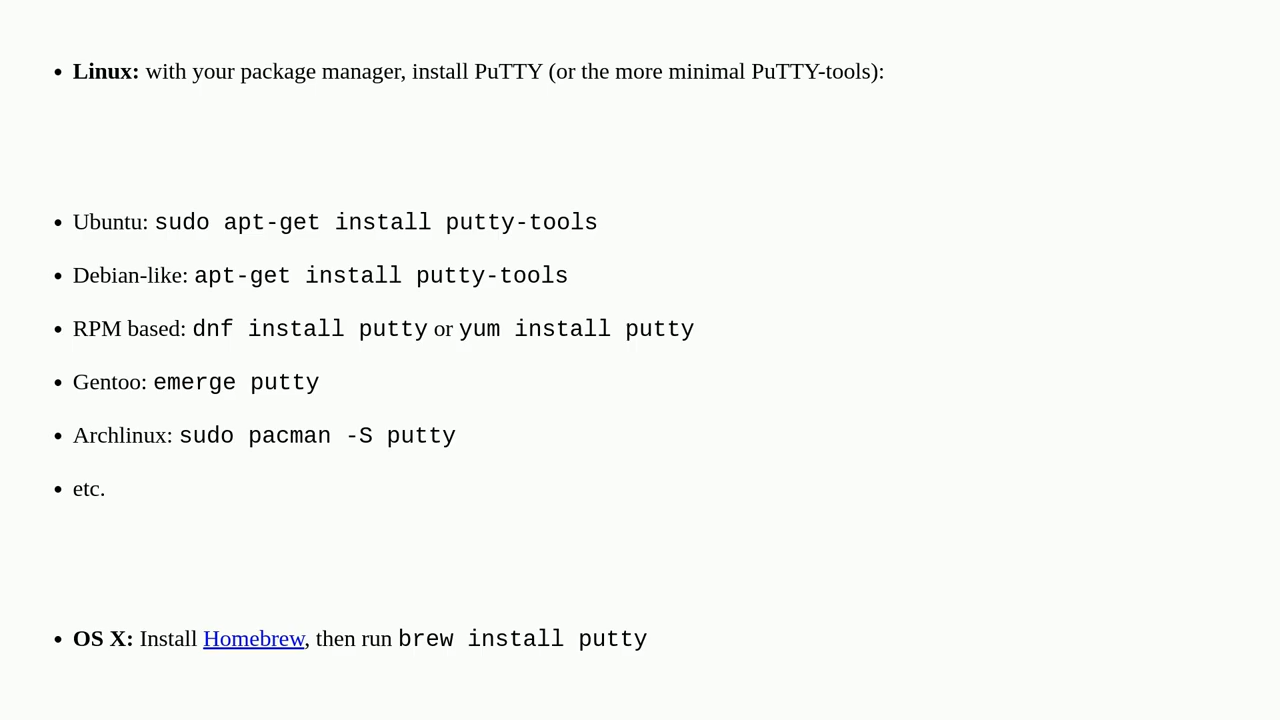 • Linux: with your package manager, install PuTTY (or the more minimal PuTTY-tools):
• Ubuntu: sudo apt-get install putty-tools
• Debian-like: apt-get install putty-tools
• RPM based: dnf install putty or yum install putty
• Gentoo: emerge putty
• Archlinux: sudo pacman -S putty
• etc.
• OS X: Install Homebrew, then run brew install putty